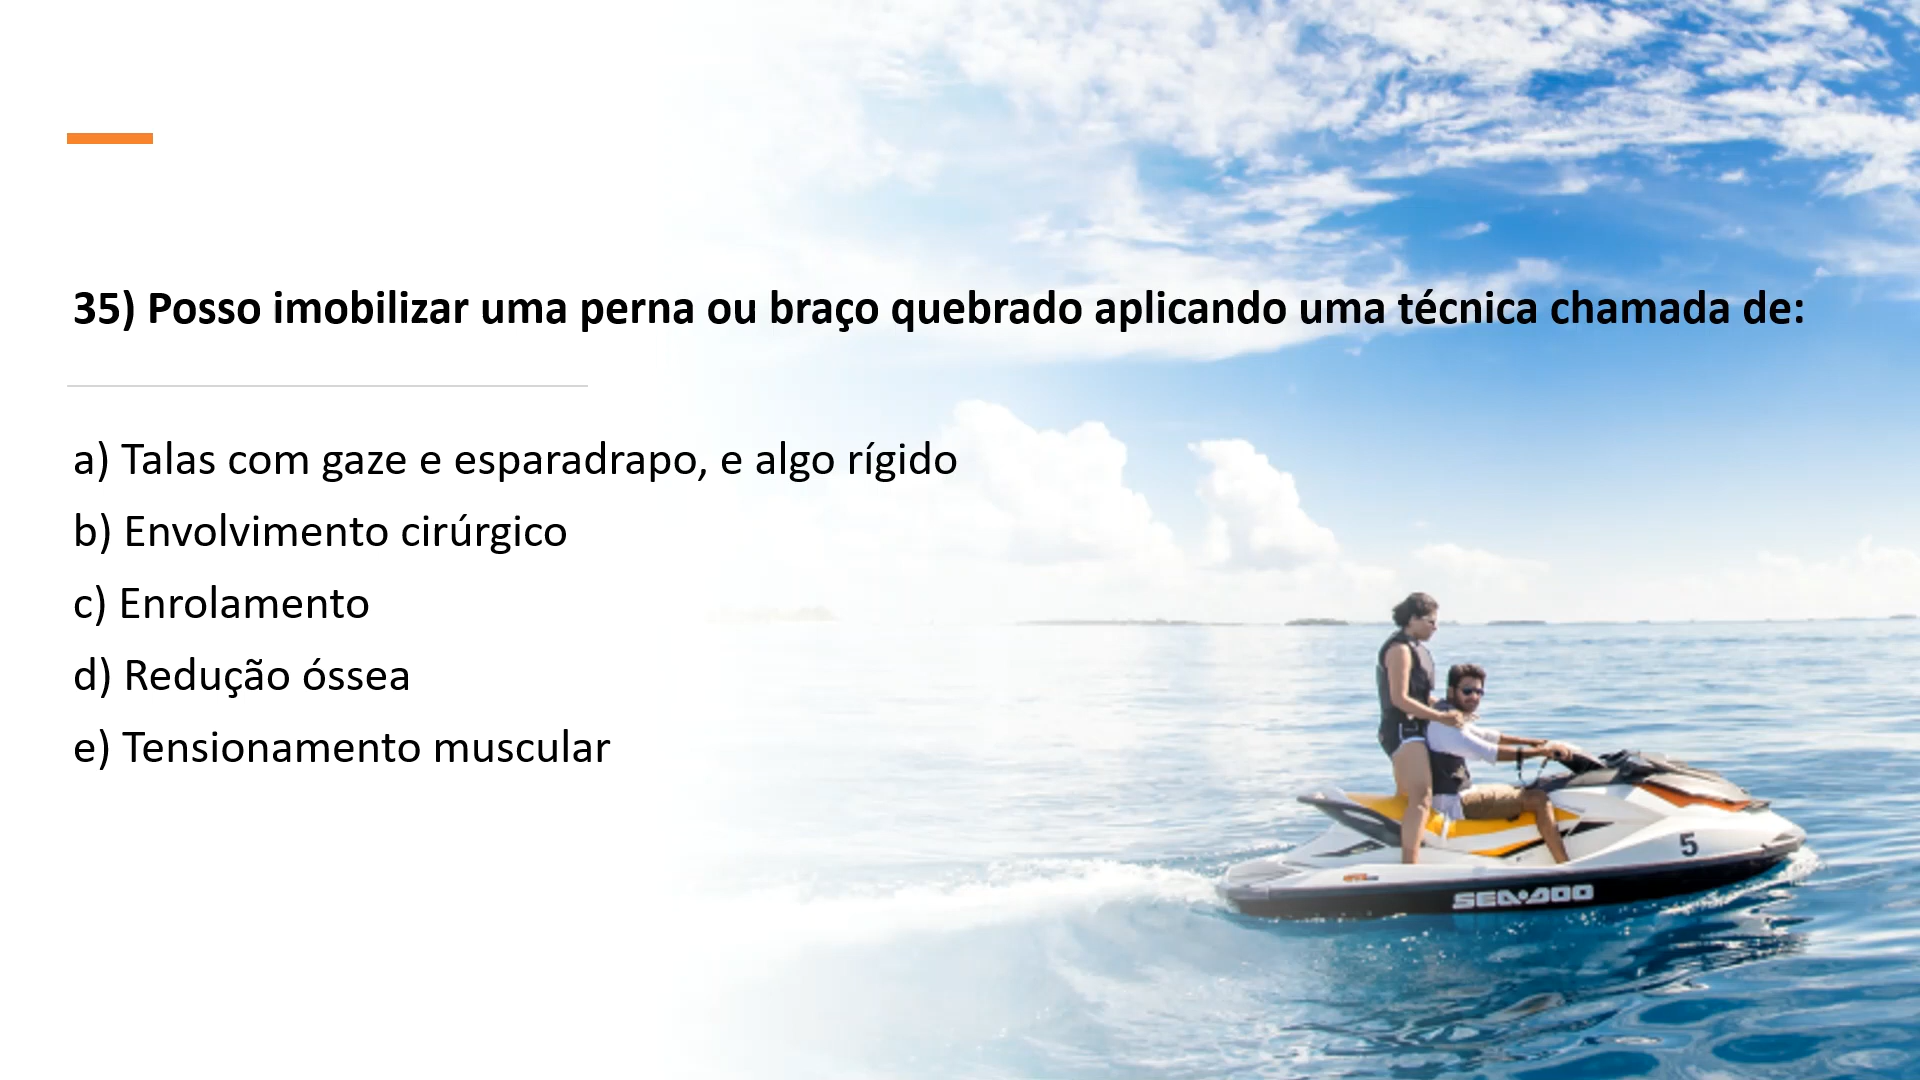 35) Posso imobilizar uma perna ou braço quebrado aplicando uma técnica chamada de:
a) Talas com gaze e esparadrapo, e algo rígido
b) Envolvimento cirúrgico
c) Enrolamento
d) Redução óssea
e) Tensionamento muscular
5
SEA-DOO